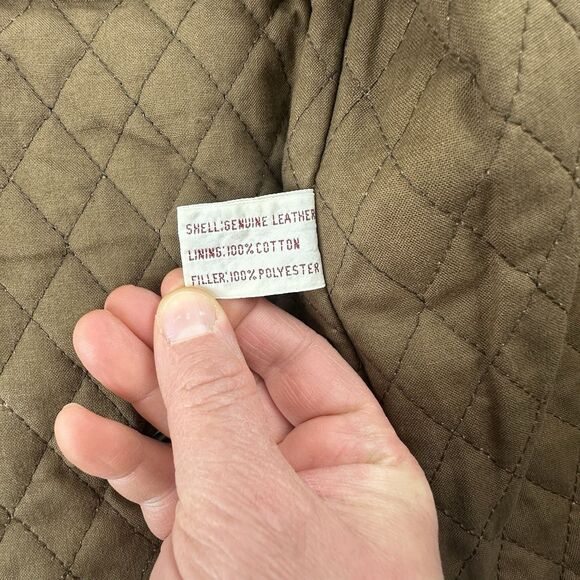 SHELL:GENUINE LEATHER
LINING:100%COTTON
FILLER:100%POLYESTER